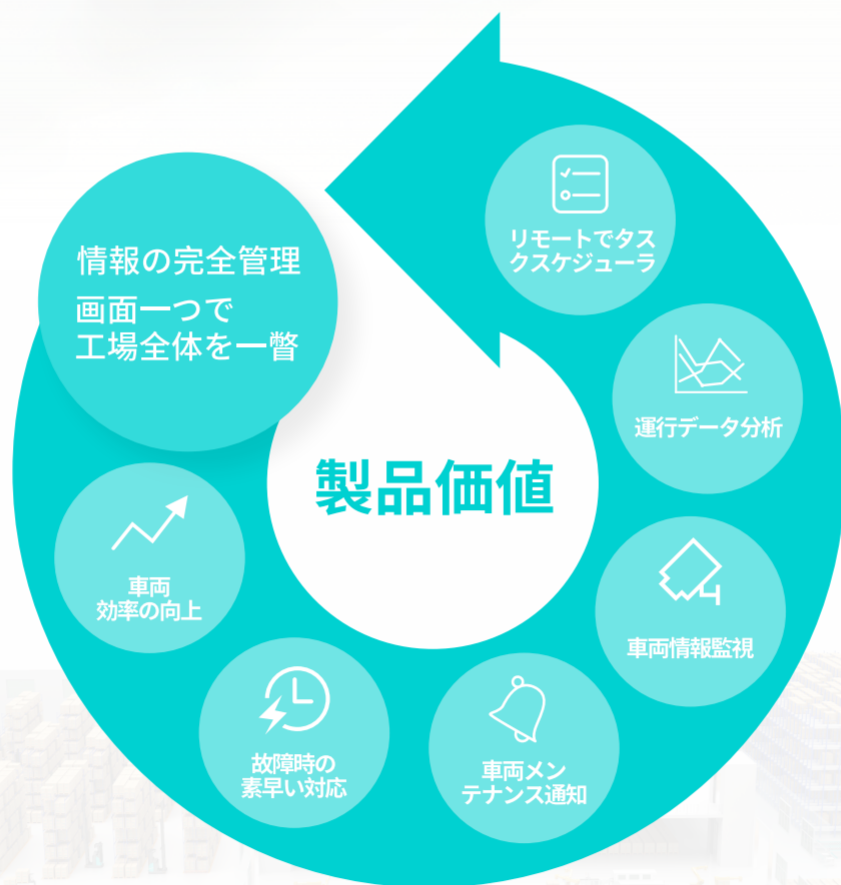 情報の完全管理
画面一つで
工場全体を一瞥
リモートでタス
クスケジューラ
運行データ分析
車両情報監視
車両メン
テナンス通知
故障時の
素早い対応
車両
効率の向上
製品価値